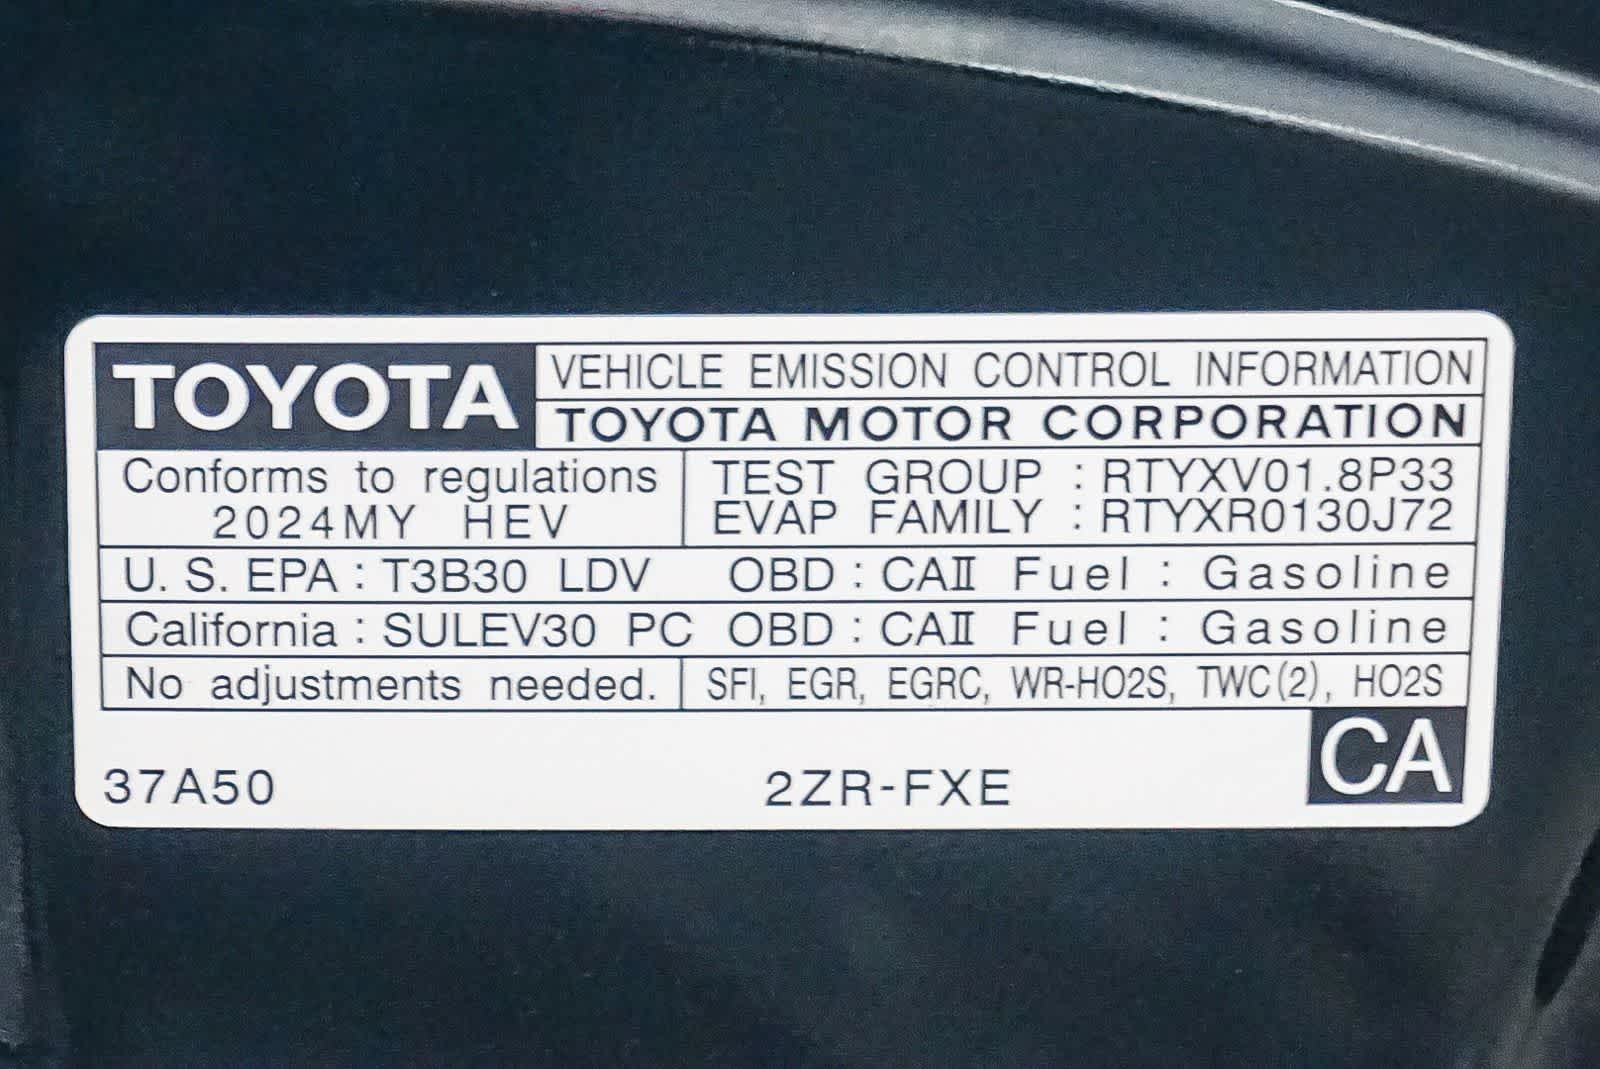 TOYOTA VEHICLE EMISSION CONTROL INFORMATION
TOYOTA MOTOR CORPORATION
Conforms to regulations
2024MY HEV
TEST GROUP : RTYXV01.8P33
EVAP FAMILY : RTYXR0130J72
U. S. EPA : T3B30 LDV OBD : CAⅡ Fuel : Gasoline
California : SULEV30 PC OBD : CAⅡ Fuel : Gasoline
No adjustments needed. SFI, EGR, EGRC, WR-HO2S, TWC(2), HO2S
37A50 2ZR-FXE CA